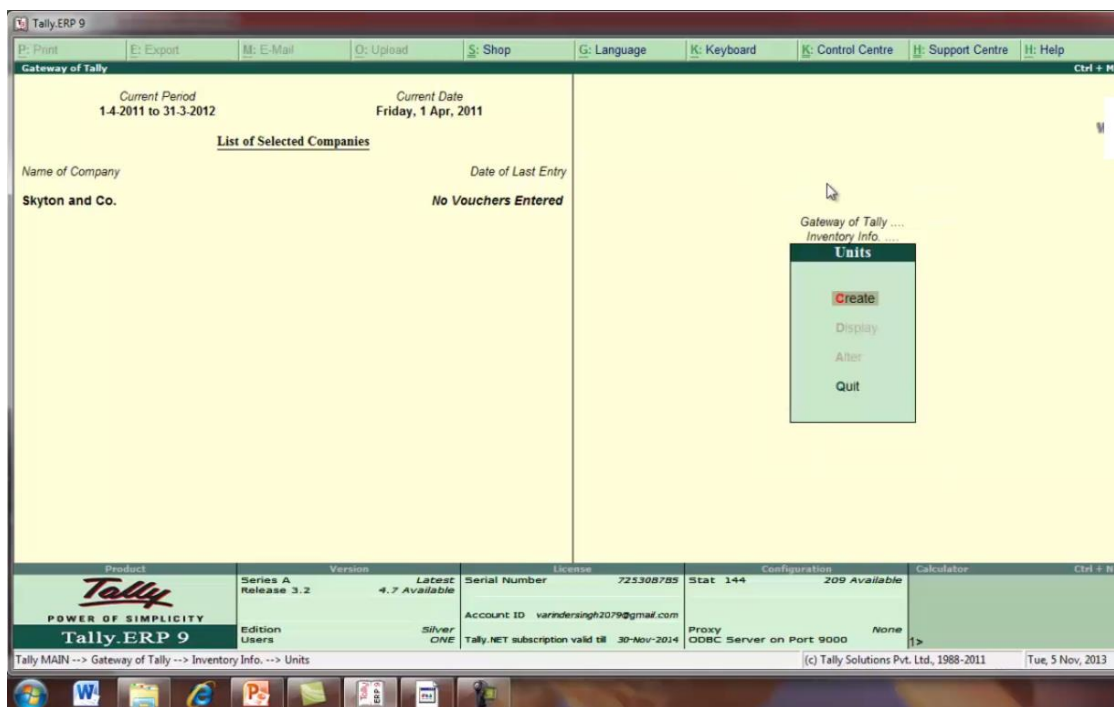 Tally.ERP 9
P: Print E: Export M: E-Mail O: Upload S: Shop G: Language K: Keyboard K: Control Centre H: Support Centre H: Help
Gateway of Tally Ctrl + M
Current Period Current Date
1-4-2011 to 31-3-2012 Friday, 1 Apr, 2011
List of Selected Companies
Name of Company Date of Last Entry
Skyton and Co. No Vouchers Entered
Gateway of Tally ....
Inventory Info. ....
Units
Create
Display
Alter
Quit
Product Version License Configuration Calculator Ctrl + N
Tally
POWER OF SIMPLICITY
Tally.ERP 9
Series A Latest
Release 3.2 4.7 Available
Edition Silver
Users ONE
Serial Number 725308785
Account ID varindersingh2079@gmail.com
Tally.NET subscription valid till 30-Nov-2014
Stat 144 209 Available
Proxy None
ODBC Server on Port 9000
1>
Tally MAIN --> Gateway of Tally --> Inventory Info. --> Units (c) Tally Solutions Pvt. Ltd., 1988-2011 Tue, 5 Nov, 2013